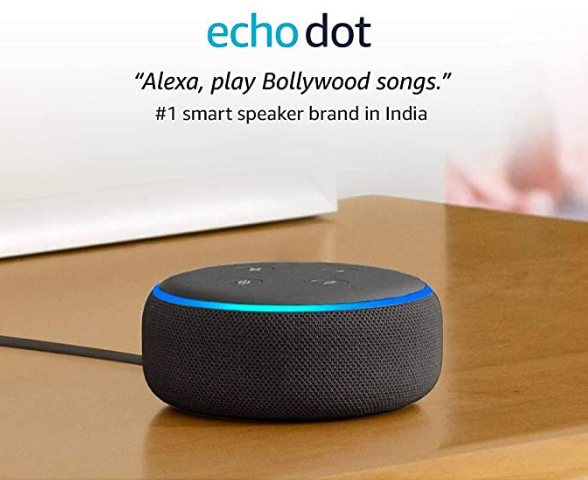 echo dot
“Alexa, play Bollywood songs.”
#1 smart speaker brand in India